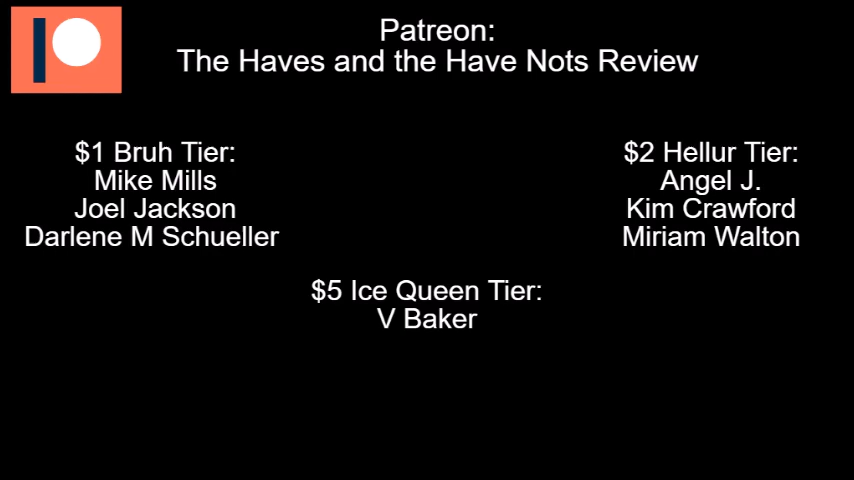 Patreon:
The Haves and the Have Nots Review
$1 Bruh Tier:
Mike Mills
Joel Jackson
Darlene M Schueller
$2 Hellur Tier:
Angel J.
Kim Crawford
Miriam Walton
$5 Ice Queen Tier:
V Baker